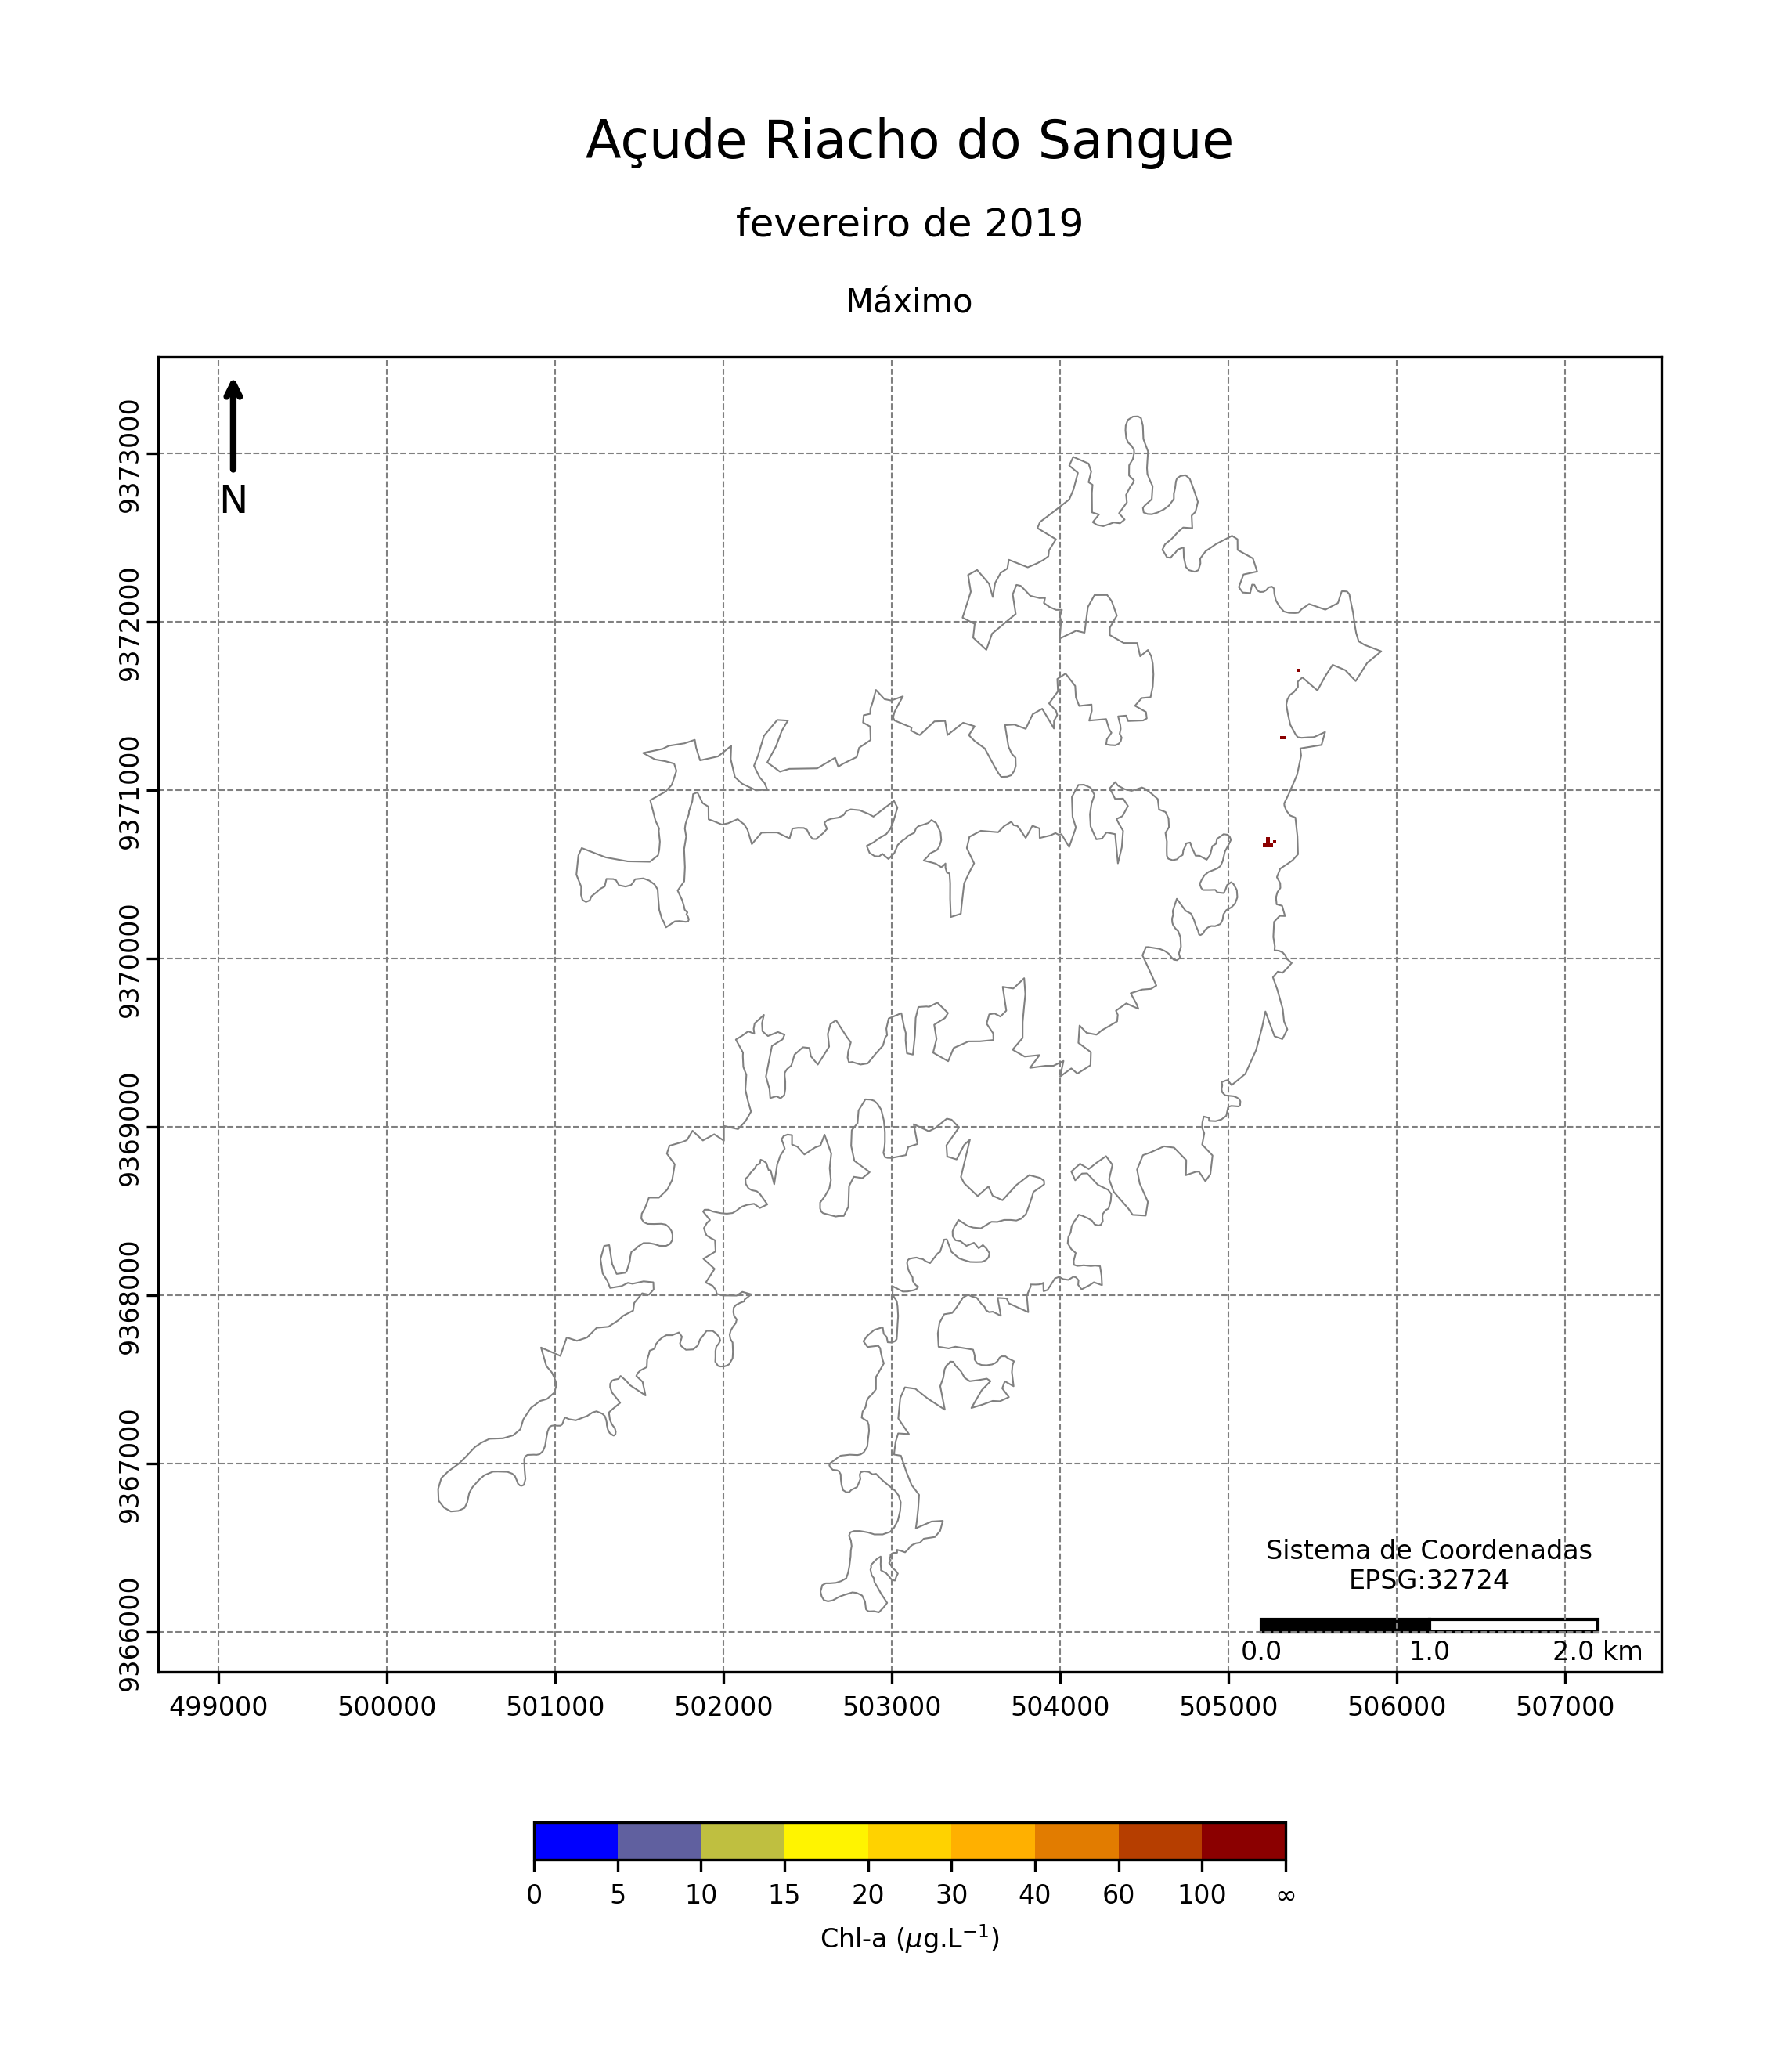 Açude Riacho do Sangue
fevereiro de 2019
Máximo
N
9373000
9372000
9371000
9370000
9369000
9368000
9367000
9366000
Sistema de Coordenadas
EPSG:32724
0.0 1.0 2.0 km
499000 500000 501000 502000 503000 504000 505000 506000 507000
0 5 10 15 20 30 40 60 100 ∞
Chl-a (μg.L⁻¹)